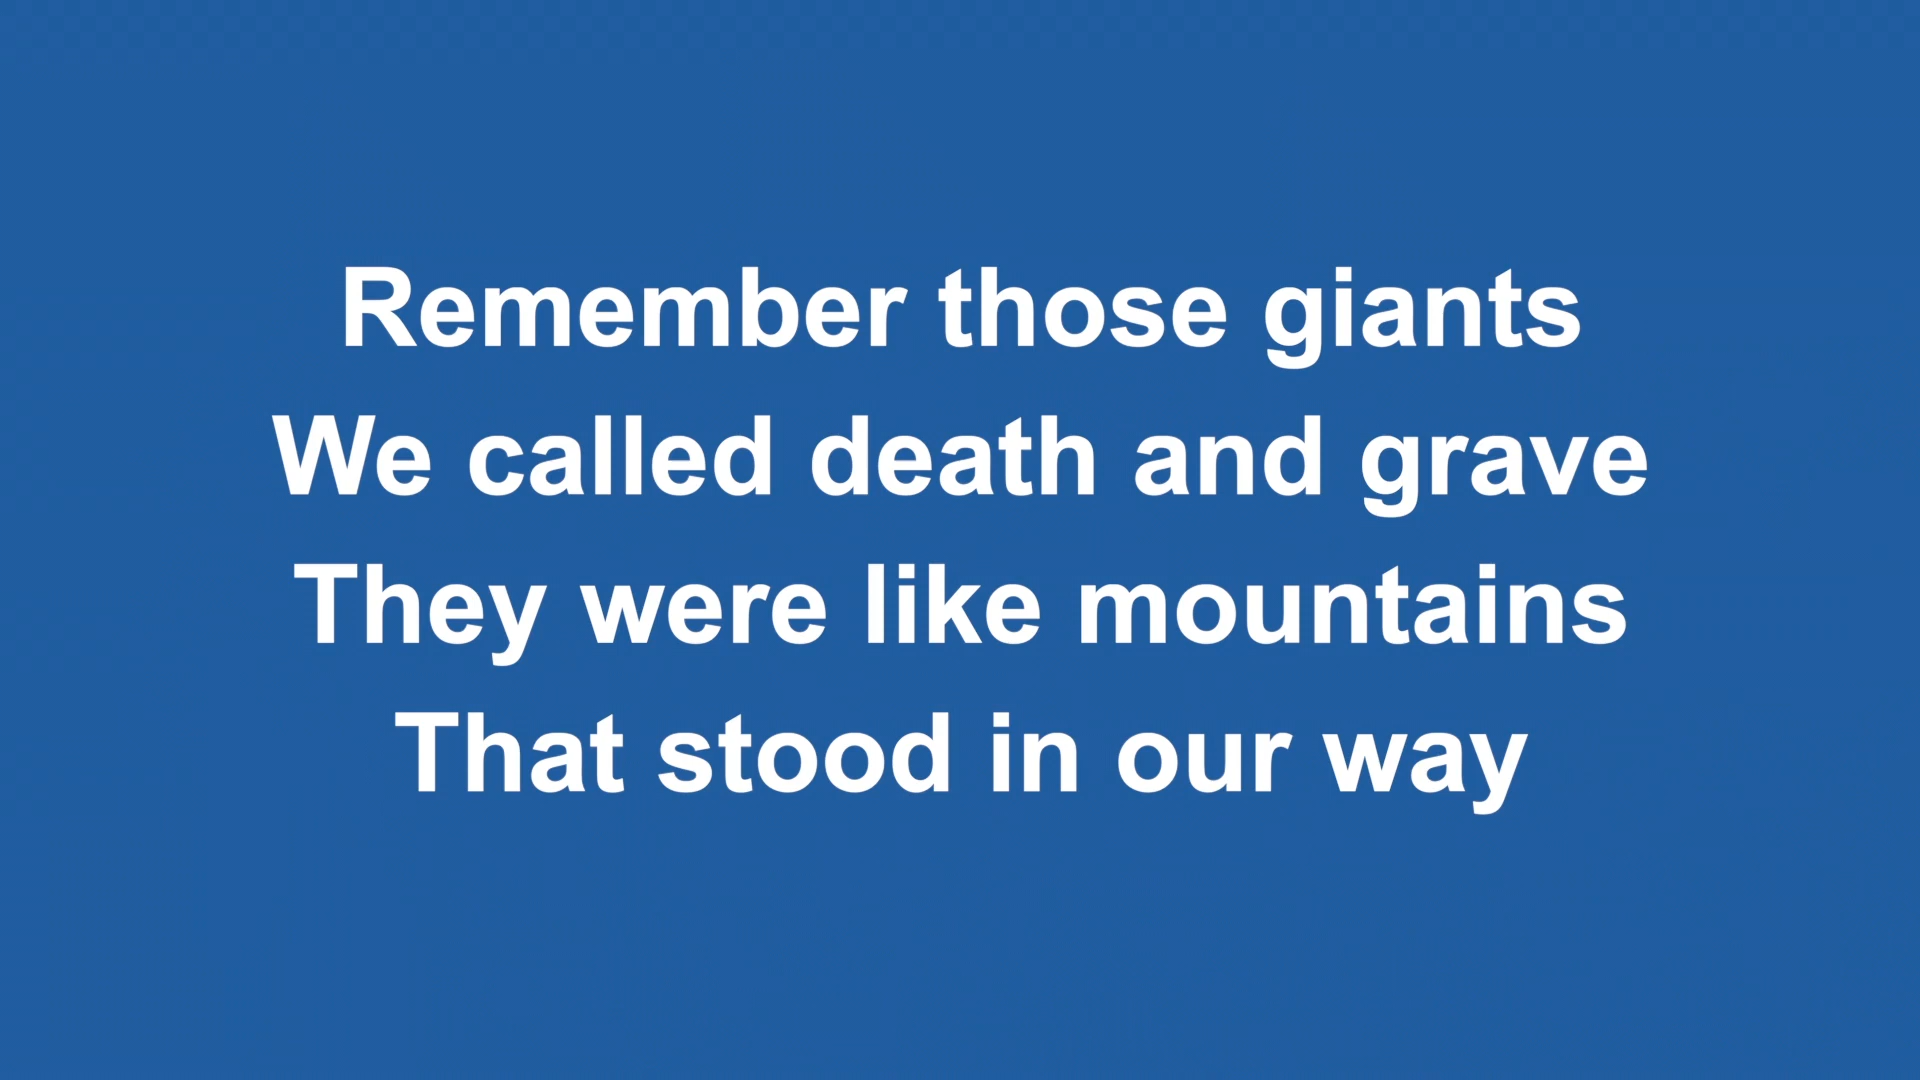 Remember those giants
We called death and grave
They were like mountains
That stood in our way